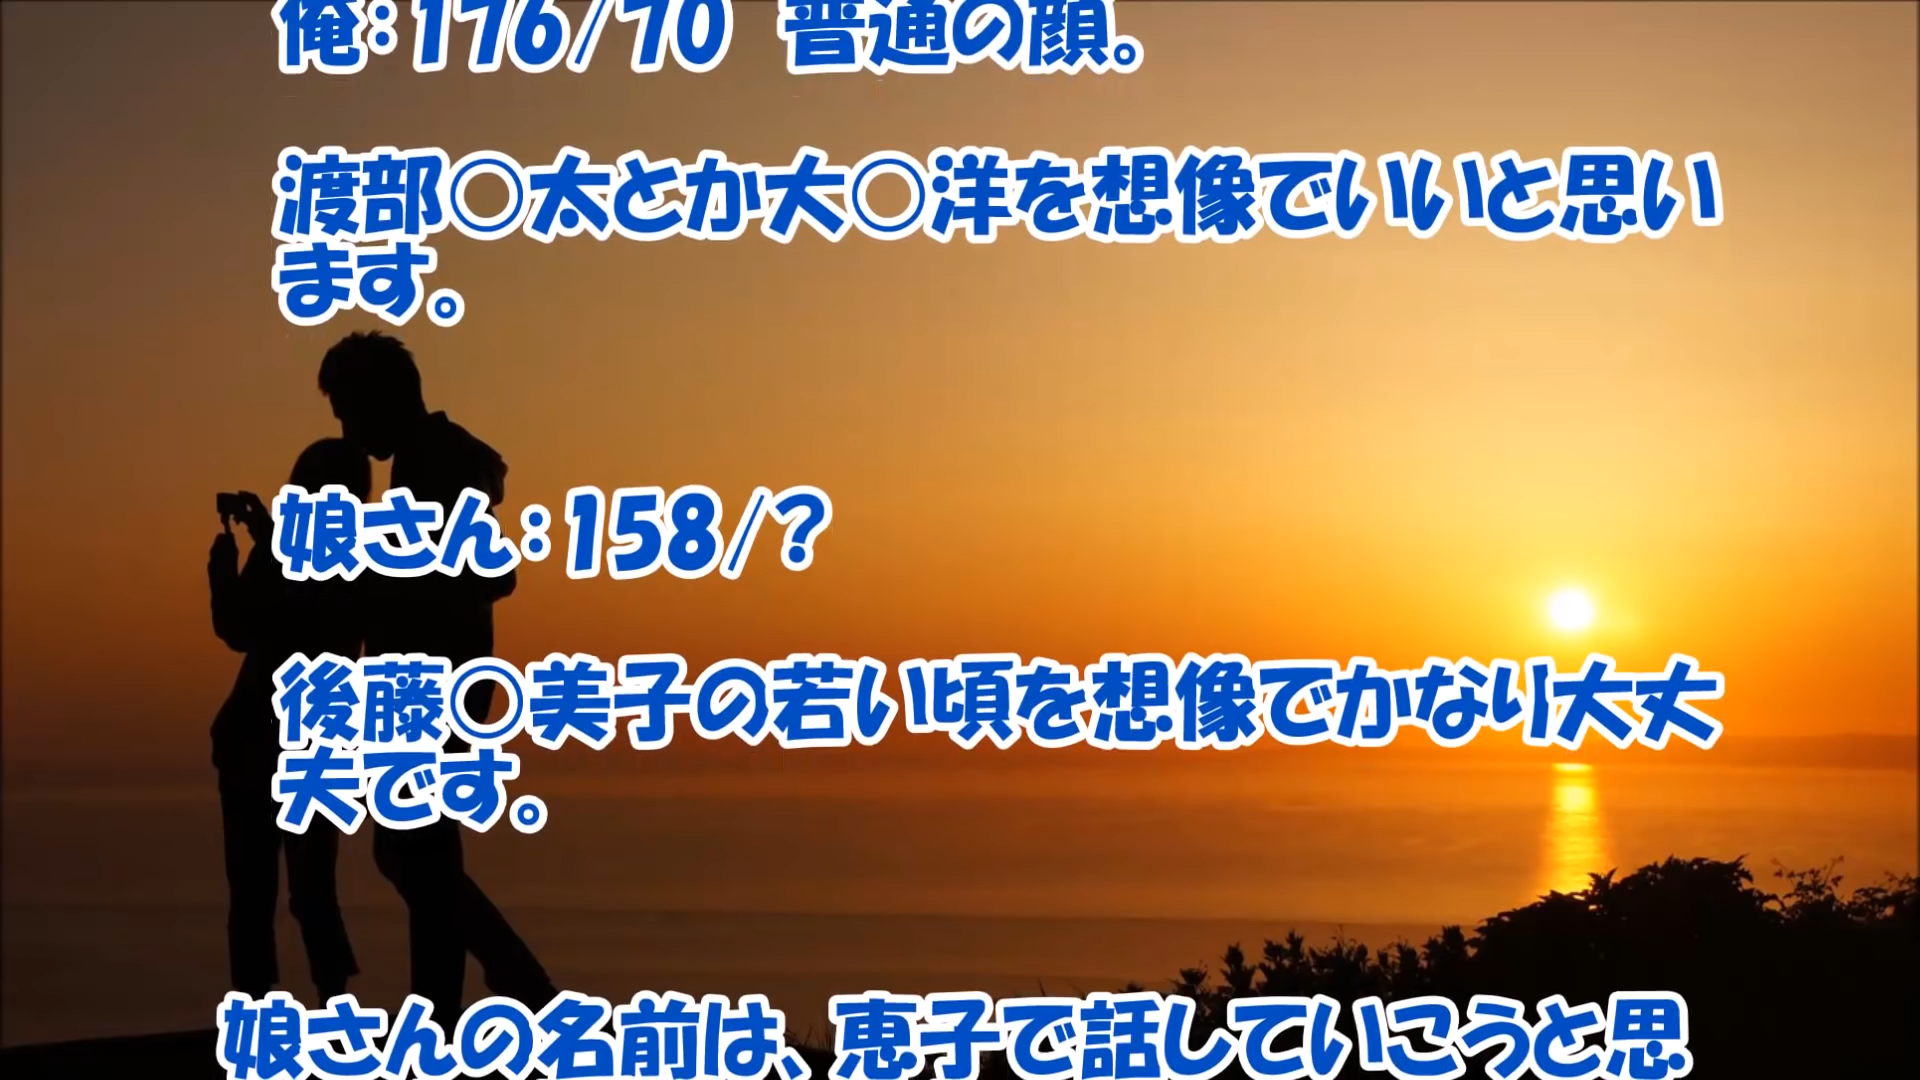 俺：176/70　普通の顔。
渡部○太とか大○洋を想像でいいと思い
ます。
娘さん：158/？
後藤○美子の若い頃を想像でかなり大丈
夫です。
娘さんの名前は、恵子で話していこうと思